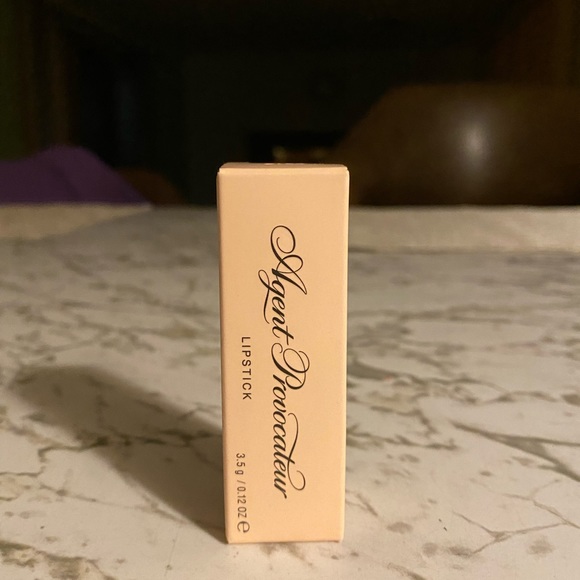 Agent Provocateur
LIPSTICK
3.5 g / 0.12 OZ ℮